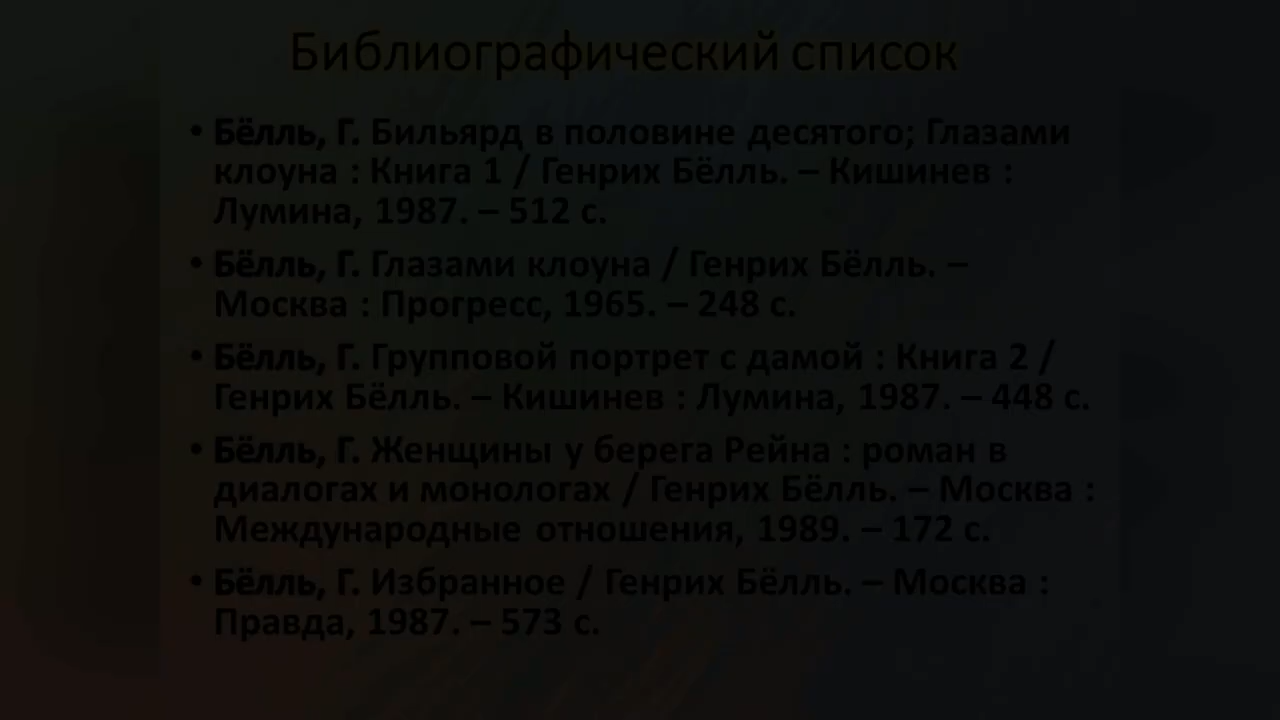 Библиографический список
• Бёлль, Г. Бильярд в половине десятого; Глазами
клоуна : Книга 1 / Генрих Бёлль. – Кишинев :
Лумина, 1987. – 512 с.
• Бёлль, Г. Глазами клоуна / Генрих Бёлль. –
Москва : Прогресс, 1965. – 248 с.
• Бёлль, Г. Групповой портрет с дамой : Книга 2 /
Генрих Бёлль. – Кишинев : Лумина, 1987. – 448 с.
• Бёлль, Г. Женщины у берега Рейна : роман в
диалогах и монологах / Генрих Бёлль. – Москва :
Международные отношения, 1989. – 172 с.
• Бёлль, Г. Избранное / Генрих Бёлль. – Москва :
Правда, 1987. – 573 с.